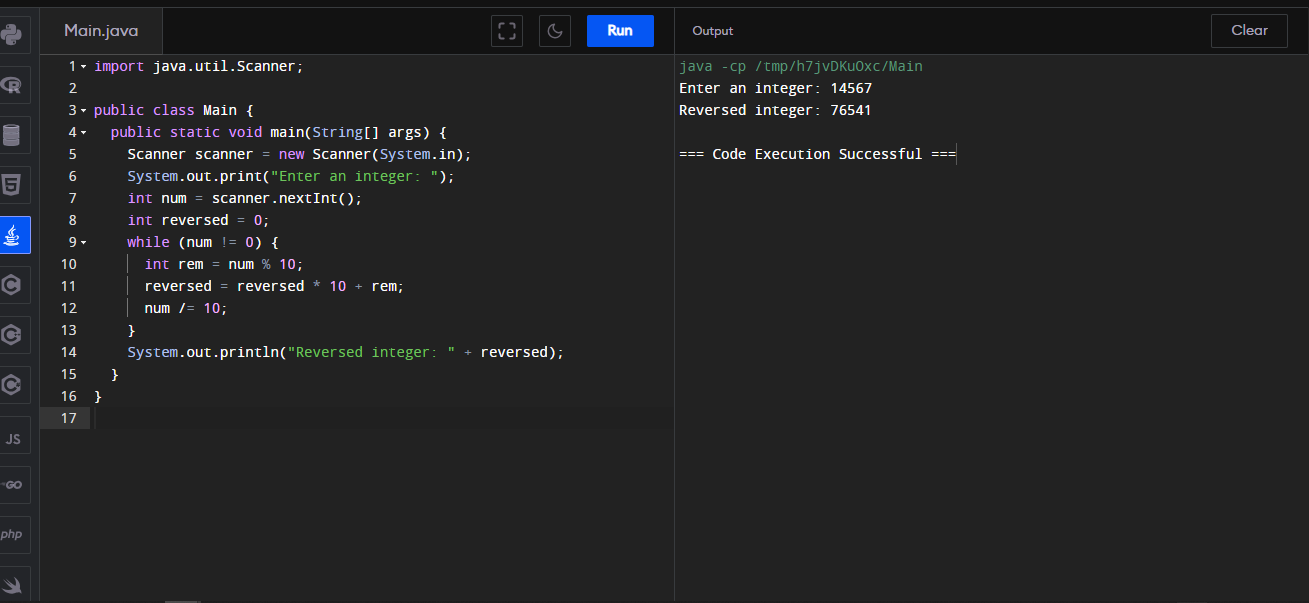 Main.java
Run
Output
Clear
1 import java.util.Scanner;
2
3 public class Main {
4 public static void main(String[] args) {
5 Scanner scanner = new Scanner(System.in);
6 System.out.print("Enter an integer: ");
7 int num = scanner.nextInt();
8 int reversed = 0;
9 while (num != 0) {
10 int rem = num % 10;
11 reversed = reversed * 10 + rem;
12 num /= 10;
13 }
14 System.out.println("Reversed integer: " + reversed);
15 }
16 }
17
java -cp /tmp/h7jvDKuOxc/Main
Enter an integer: 14567
Reversed integer: 76541
=== Code Execution Successful ===
R
5
C
C
C
JS
GO
php